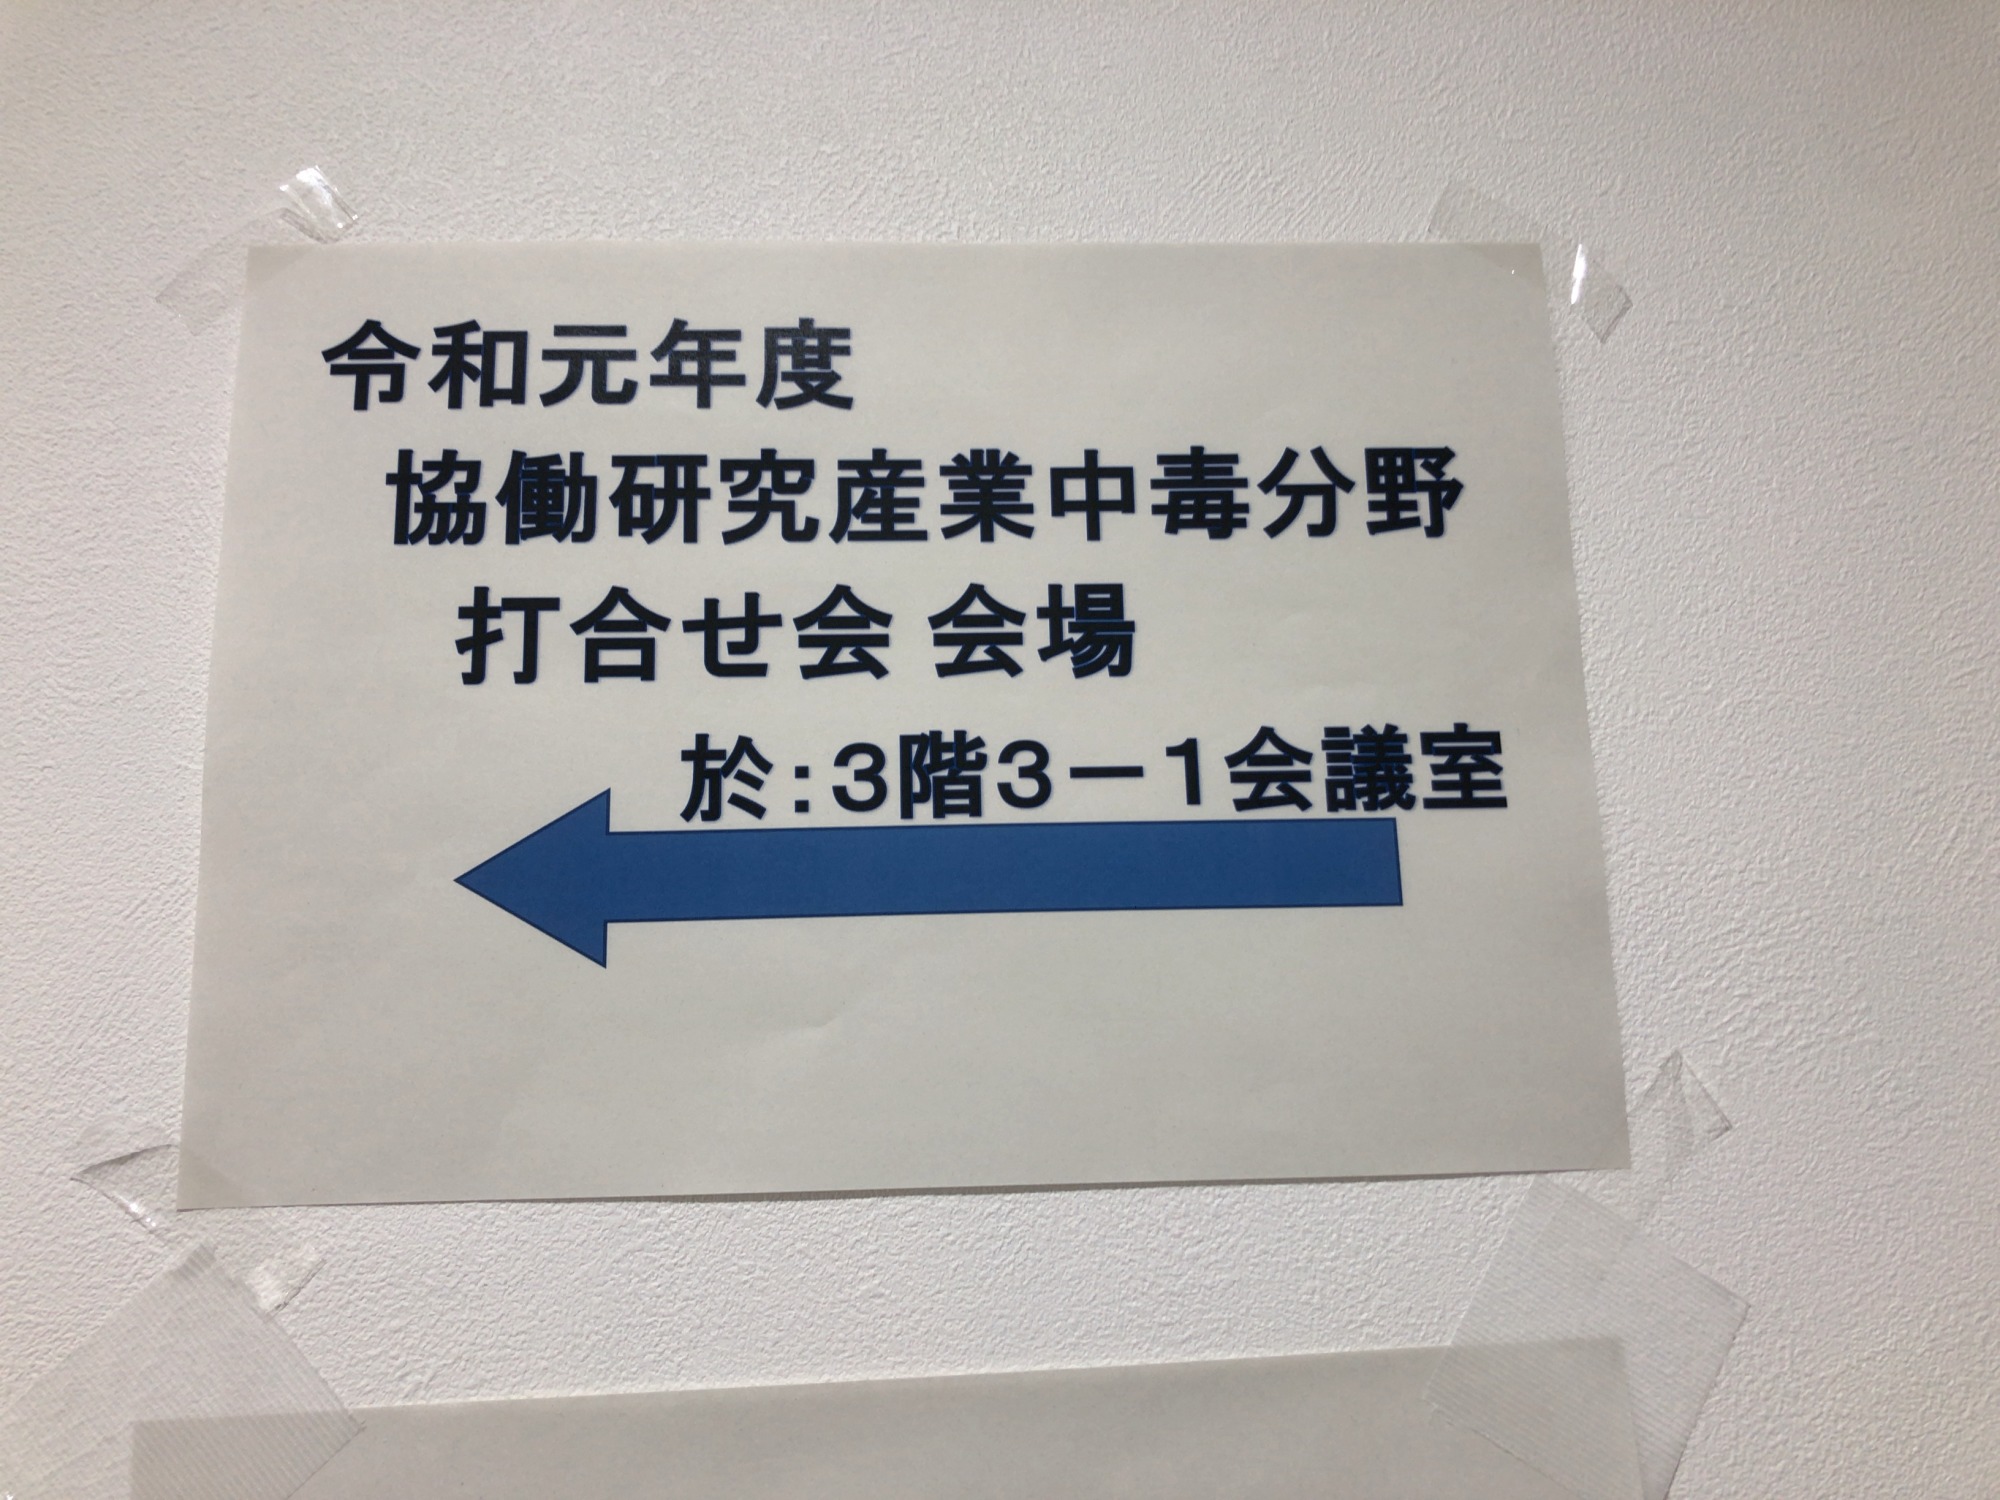 令和元年度
協働研究産業中毒分野
打合せ会 会場
於：３階３－１会議室